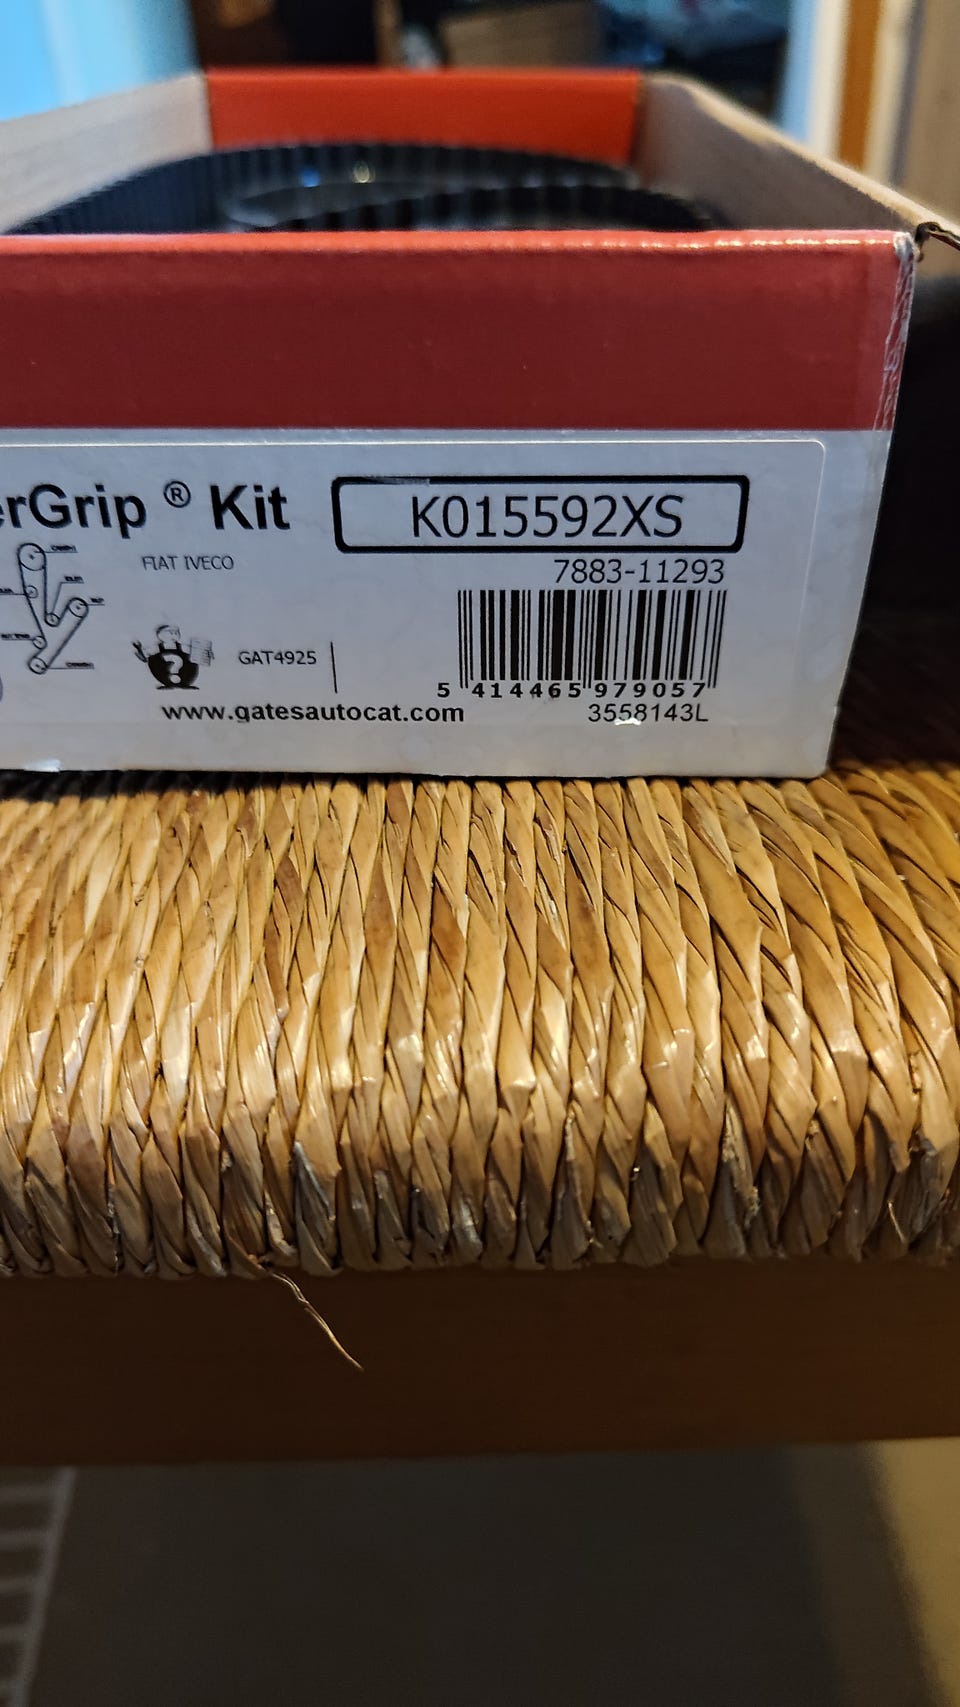 erGrip ® Kit
K015592XS
FIAT IVECO
7883-11293
?
GAT4925
5 414465 979057
www.gatesautocat.com
3558143L